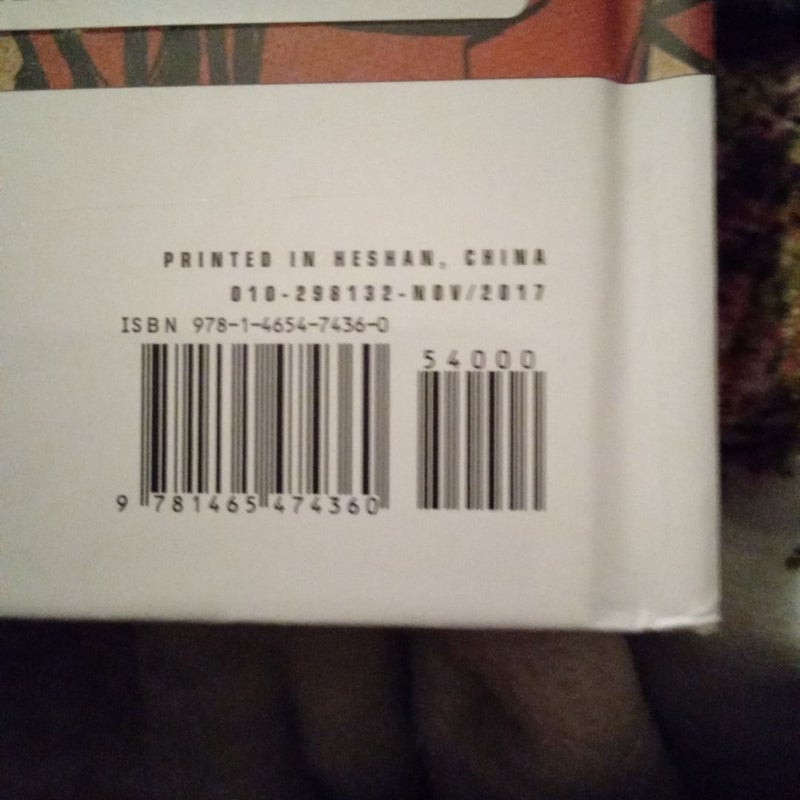 PRINTED IN HESHAN, CHINA
010-298132-NOV/2017
ISBN 978-1-4654-7436-0
54000
9 781465 474360